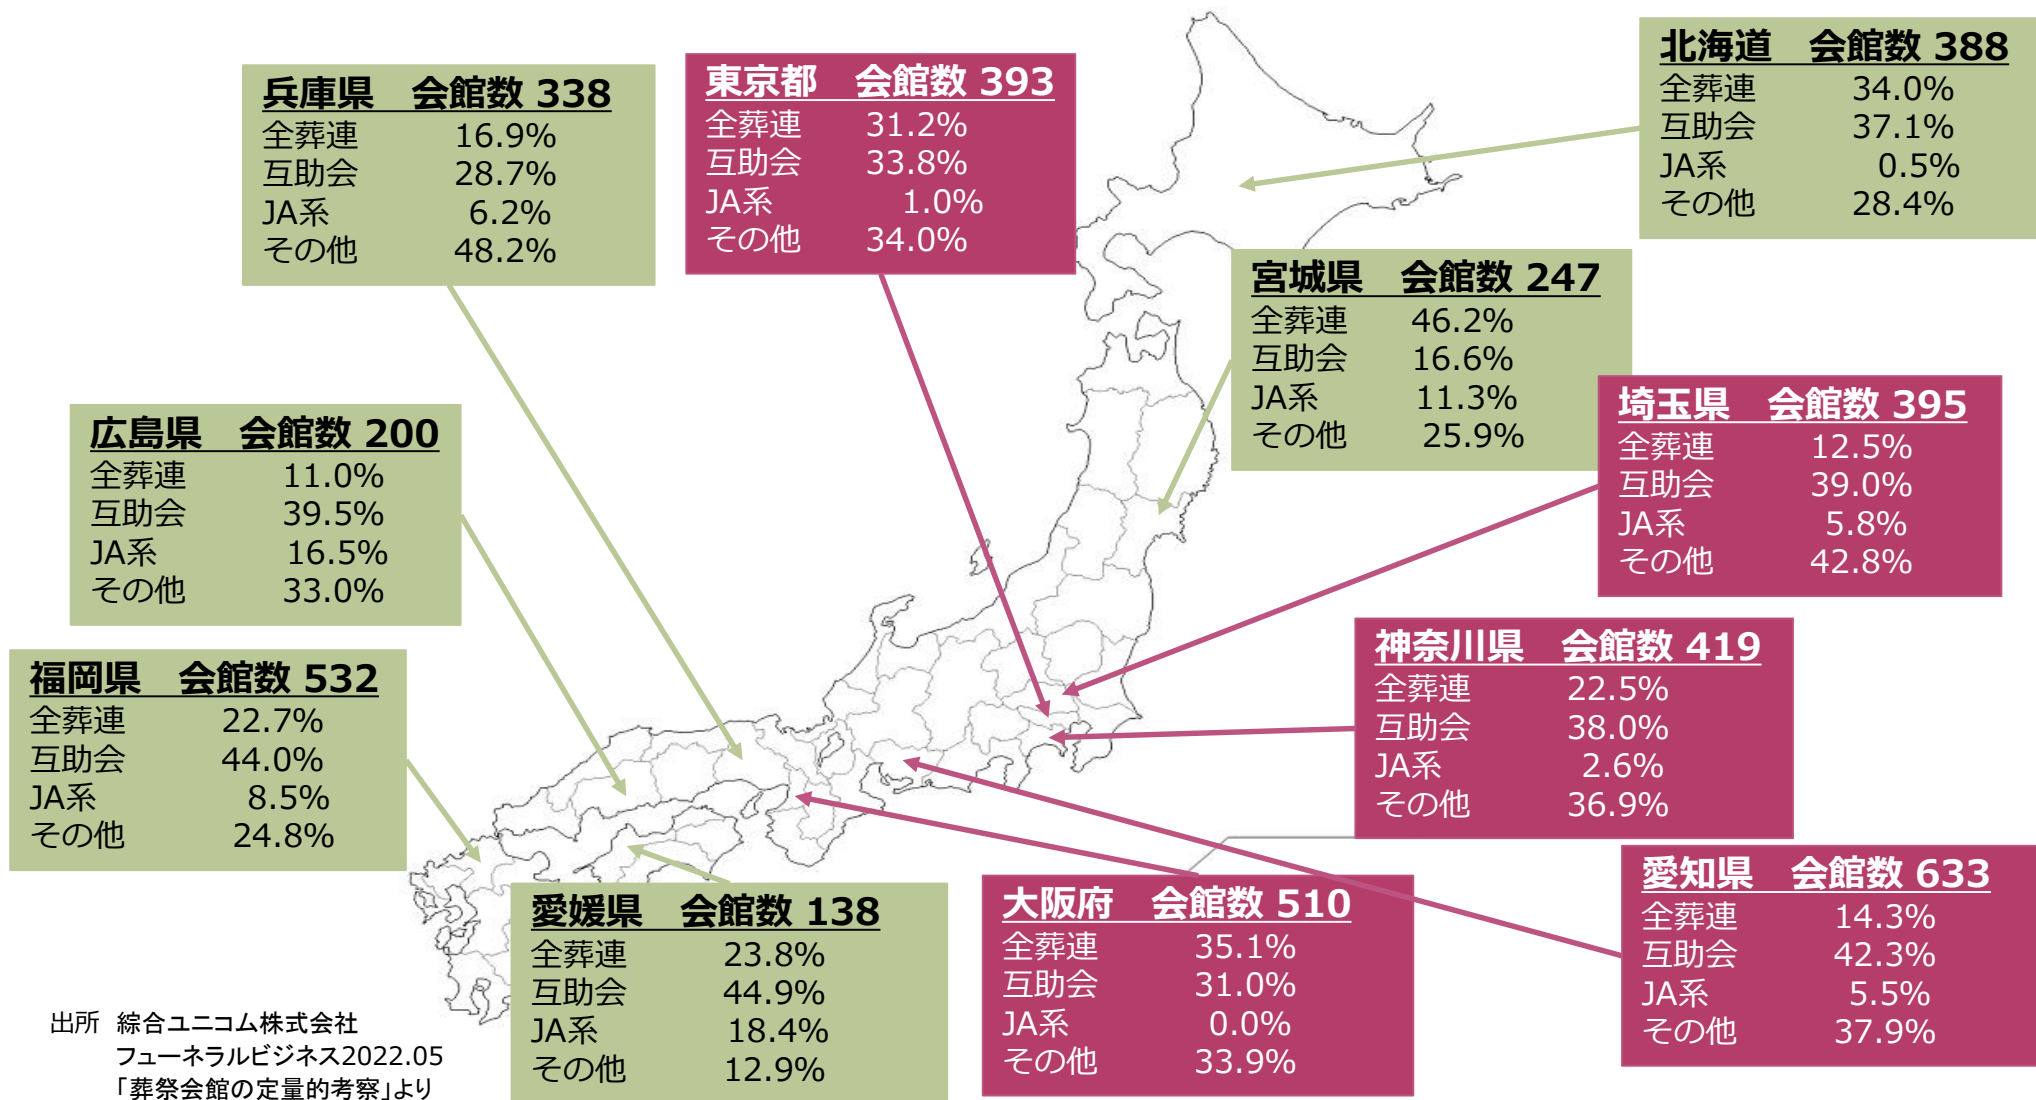 兵庫県 会館数 338
全葬連 16.9%
互助会 28.7%
JA系 6.2%
その他 48.2%
東京都 会館数 393
全葬連 31.2%
互助会 33.8%
JA系 1.0%
その他 34.0%
北海道 会館数 388
全葬連 34.0%
互助会 37.1%
JA系 0.5%
その他 28.4%
宮城県 会館数 247
全葬連 46.2%
互助会 16.6%
JA系 11.3%
その他 25.9%
広島県 会館数 200
全葬連 11.0%
互助会 39.5%
JA系 16.5%
その他 33.0%
埼玉県 会館数 395
全葬連 12.5%
互助会 39.0%
JA系 5.8%
その他 42.8%
福岡県 会館数 532
全葬連 22.7%
互助会 44.0%
JA系 8.5%
その他 24.8%
神奈川県 会館数 419
全葬連 22.5%
互助会 38.0%
JA系 2.6%
その他 36.9%
愛媛県 会館数 138
全葬連 23.8%
互助会 44.9%
JA系 18.4%
その他 12.9%
大阪府 会館数 510
全葬連 35.1%
互助会 31.0%
JA系 0.0%
その他 33.9%
愛知県 会館数 633
全葬連 14.3%
互助会 42.3%
JA系 5.5%
その他 37.9%
出所 綜合ユニコム株式会社
フューネラルビジネス2022.05
「葬祭会館の定量的考察」より